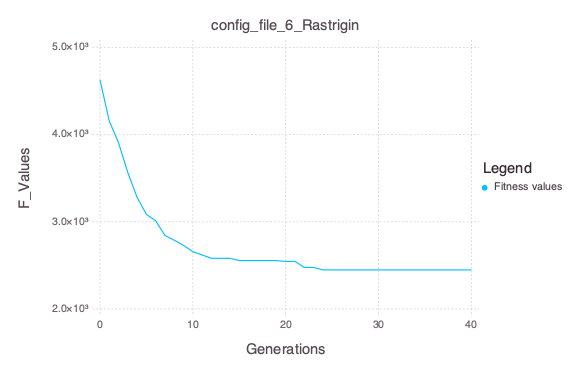 config_file_6_Rastrigin
5.0×10³
4.0×10³
3.0×10³
2.0×10³
F_Values
0
10
20
30
40
Generations
Legend
Fitness values